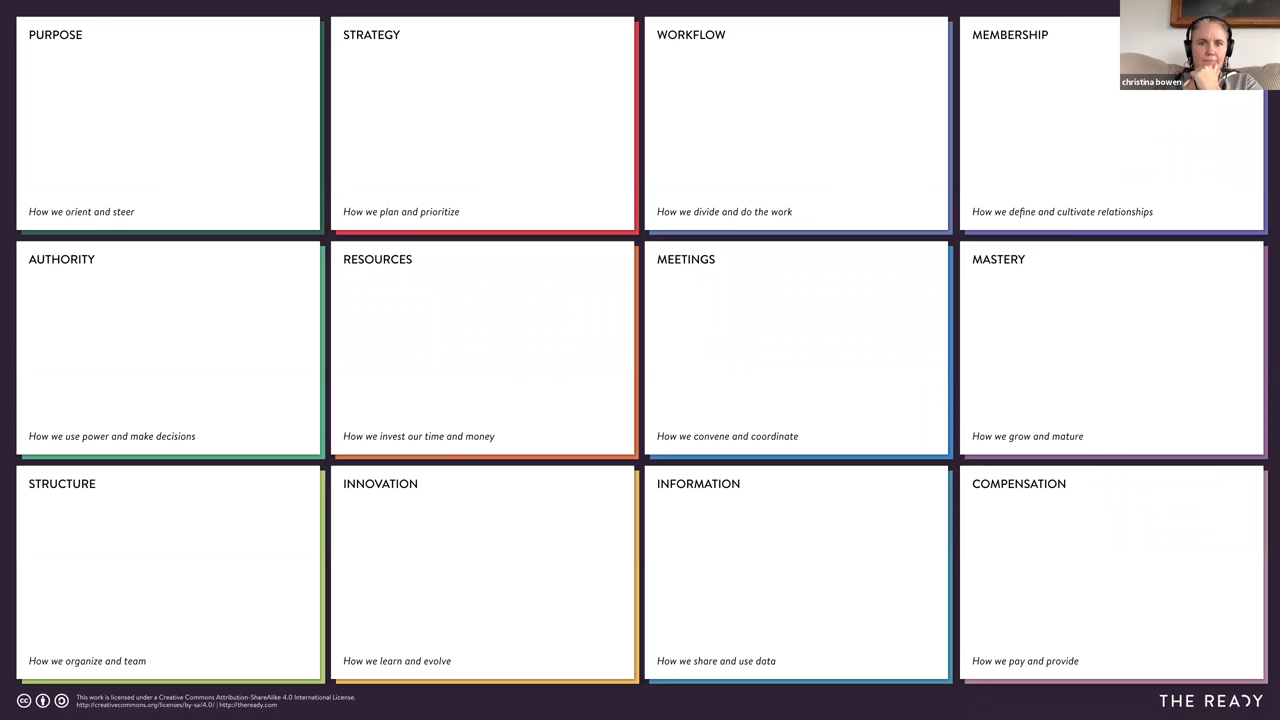 PURPOSE
How we orient and steer
STRATEGY
How we plan and prioritize
WORKFLOW
How we divide and do the work
MEMBERSHIP
How we define and cultivate relationships
christina bowen
AUTHORITY
How we use power and make decisions
RESOURCES
How we invest our time and money
MEETINGS
How we convene and coordinate
MASTERY
How we grow and mature
STRUCTURE
How we organize and team
INNOVATION
How we learn and evolve
INFORMATION
How we share and use data
COMPENSATION
How we pay and provide
cc
This work is licensed under a Creative Commons Attribution-ShareAlike 4.0 International License.
http://creativecommons.org/licenses/by-sa/4.0/ | http://theready.com
THE READY